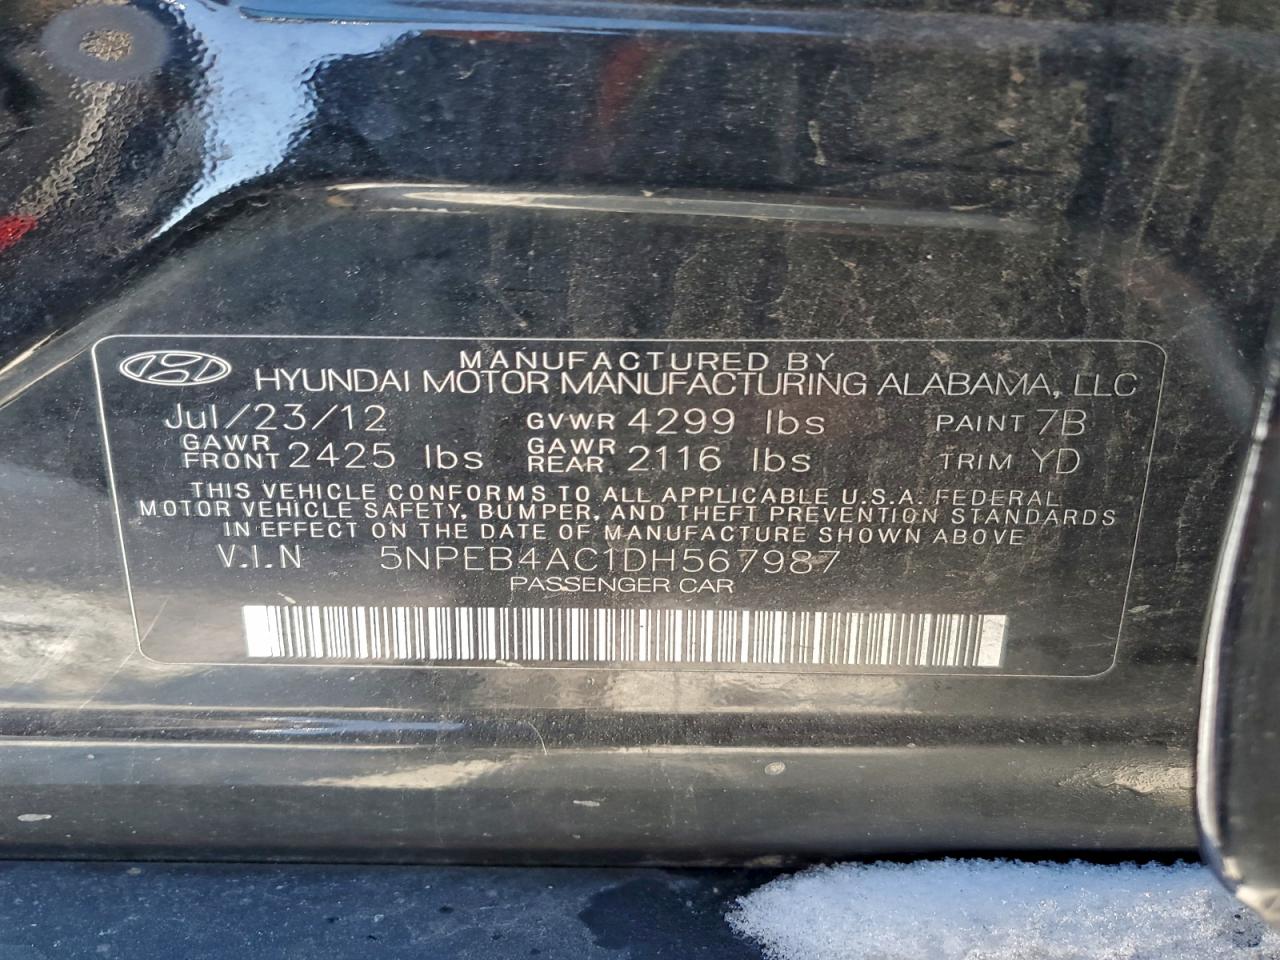 MANUFACTURED BY
HYUNDAI MOTOR MANUFACTURING ALABAMA, LLC
Jul/23/12 GVWR 4299 lbs PAINT 7B
GAWR FRONT 2425 lbs GAWR REAR 2116 lbs TRIM YD
THIS VEHICLE CONFORMS TO ALL APPLICABLE U.S.A. FEDERAL
MOTOR VEHICLE SAFETY, BUMPER, AND THEFT PREVENTION STANDARDS
IN EFFECT ON THE DATE OF MANUFACTURE SHOWN ABOVE
V.I.N 5NPEB4AC1DH567987
PASSENGER CAR